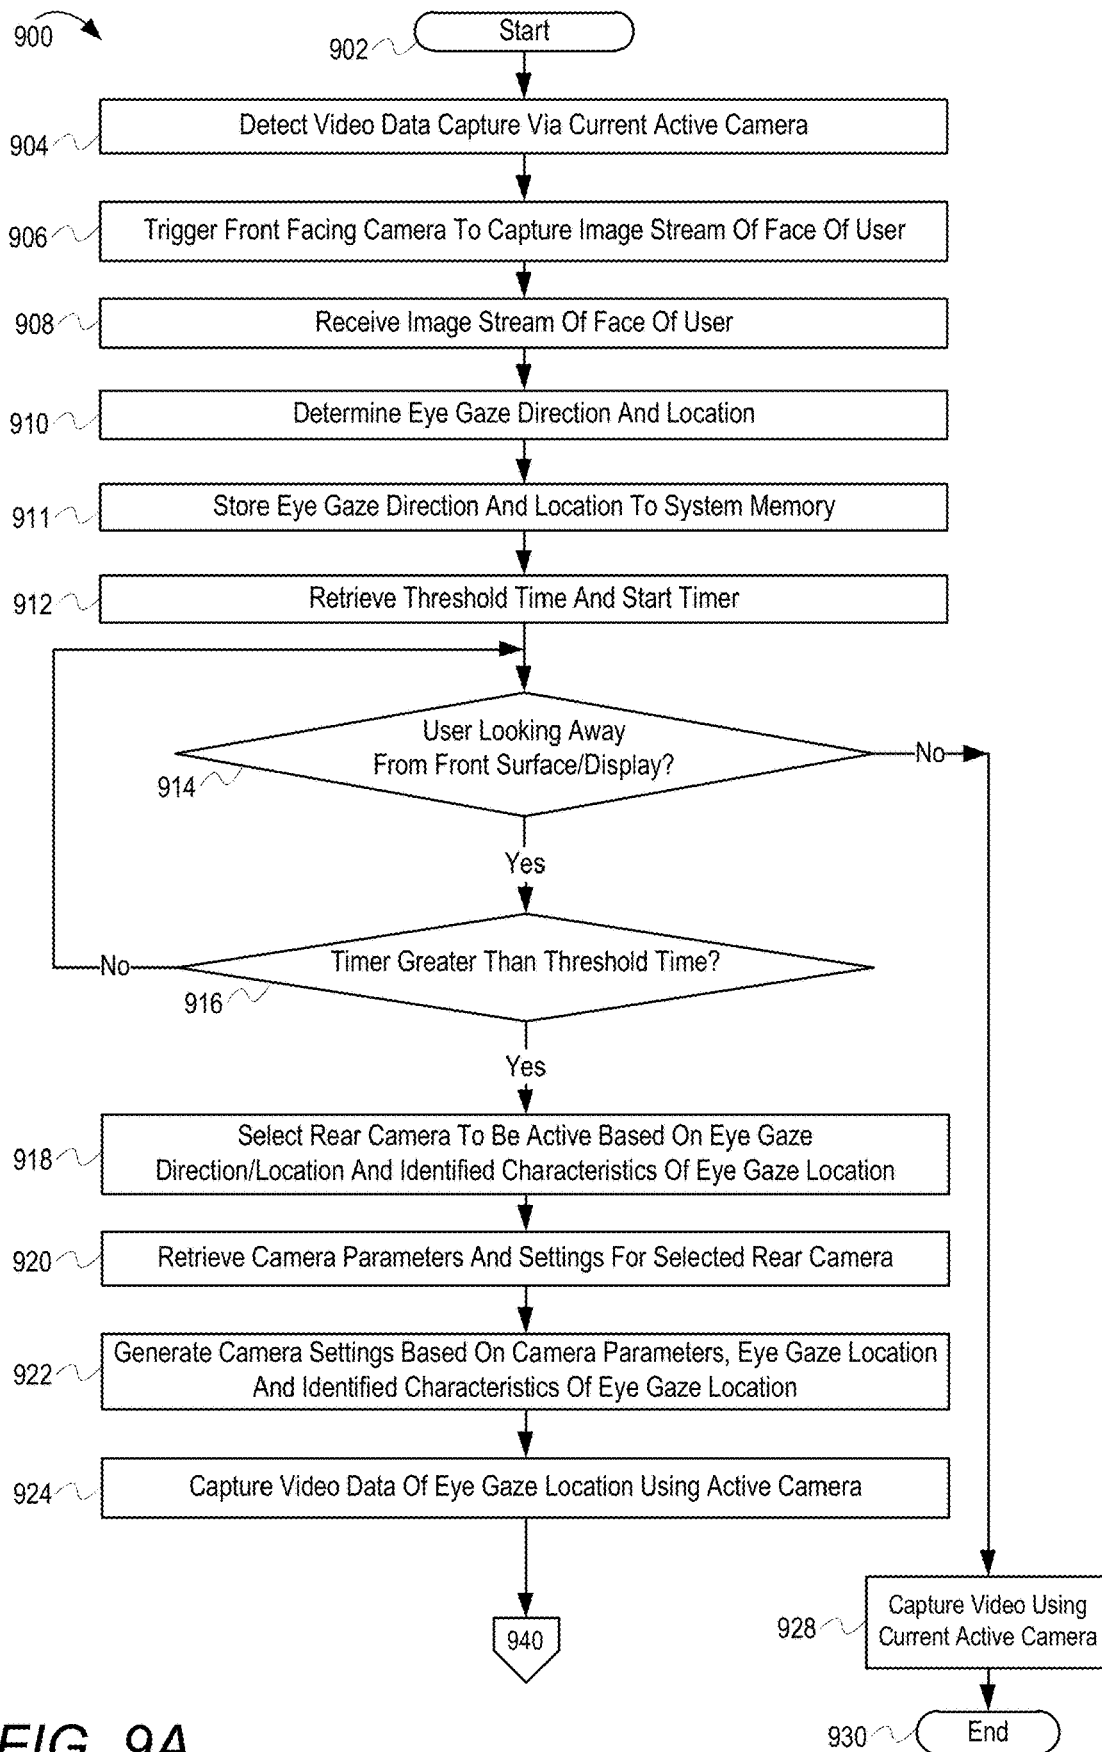 900
902
Start
904
Detect Video Data Capture Via Current Active Camera
906
Trigger Front Facing Camera To Capture Image Stream Of Face Of User
908
Receive Image Stream Of Face Of User
910
Determine Eye Gaze Direction And Location
911
Store Eye Gaze Direction And Location To System Memory
912
Retrieve Threshold Time And Start Timer
User Looking Away
From Front Surface/Display?
914
No
Yes
Timer Greater Than Threshold Time?
No
916
Yes
918
Select Rear Camera To Be Active Based On Eye Gaze
Direction/Location And Identified Characteristics Of Eye Gaze Location
920
Retrieve Camera Parameters And Settings For Selected Rear Camera
922
Generate Camera Settings Based On Camera Parameters, Eye Gaze Location
And Identified Characteristics Of Eye Gaze Location
924
Capture Video Data Of Eye Gaze Location Using Active Camera
940
928
Capture Video Using
Current Active Camera
930
End
FIG. 9A